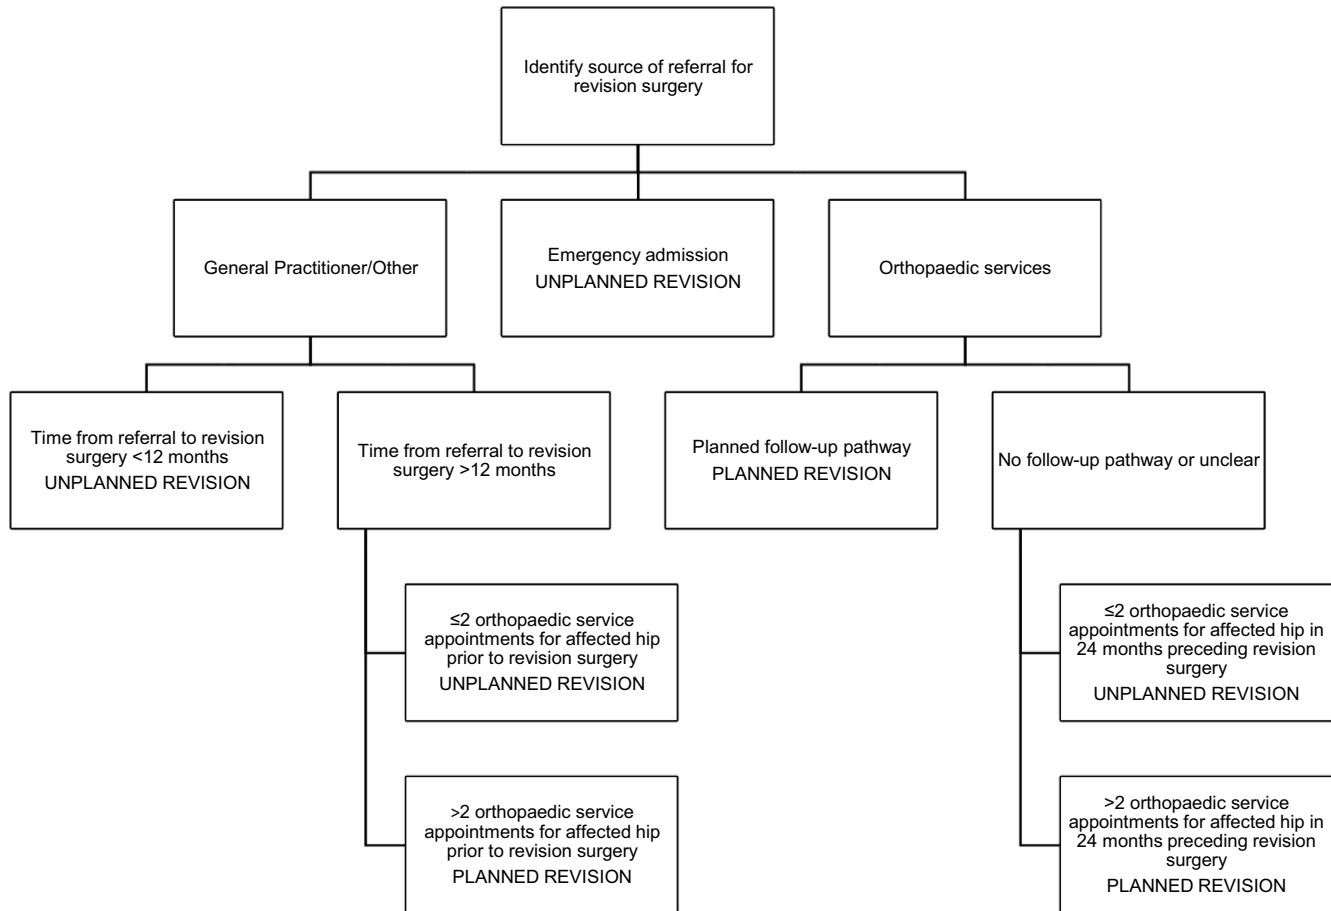 Identify source of referral for
revision surgery
General Practitioner/Other
Emergency admission
UNPLANNED REVISION
Orthopaedic services
Time from referral to revision
surgery <12 months
UNPLANNED REVISION
Time from referral to revision
surgery >12 months
Planned follow-up pathway
PLANNED REVISION
No follow-up pathway or unclear
≤2 orthopaedic service
appointments for affected hip
prior to revision surgery
UNPLANNED REVISION
≤2 orthopaedic service
appointments for affected hip in
24 months preceding revision
surgery
UNPLANNED REVISION
>2 orthopaedic service
appointments for affected hip
prior to revision surgery
PLANNED REVISION
>2 orthopaedic service
appointments for affected hip in
24 months preceding revision
surgery
PLANNED REVISION